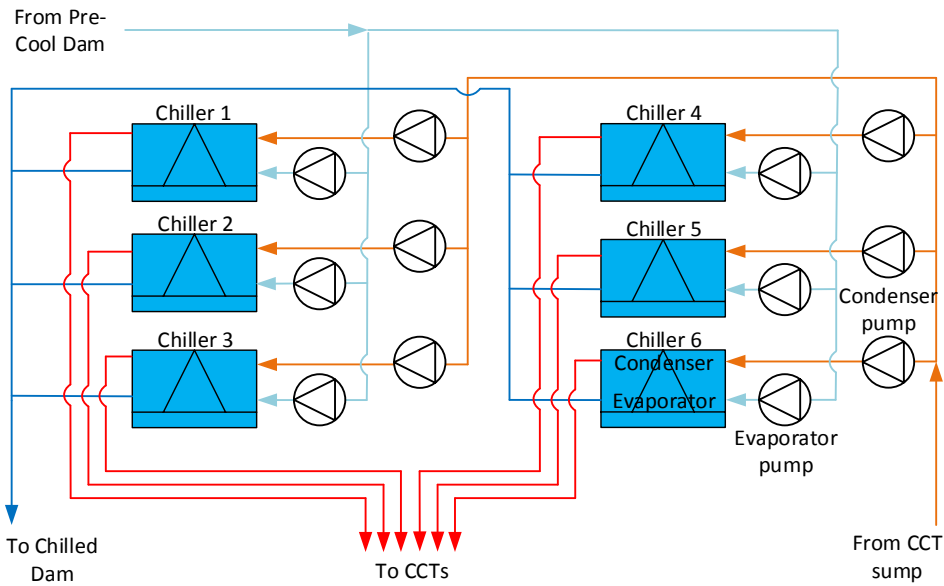 From Pre-
Cool Dam
Chiller 1
Chiller 4
Chiller 2
Chiller 5
Condenser
pump
Chiller 3
Chiller 6
Condenser
Evaporator
Evaporator
pump
To Chilled
Dam
To CCTs
From CCT
sump